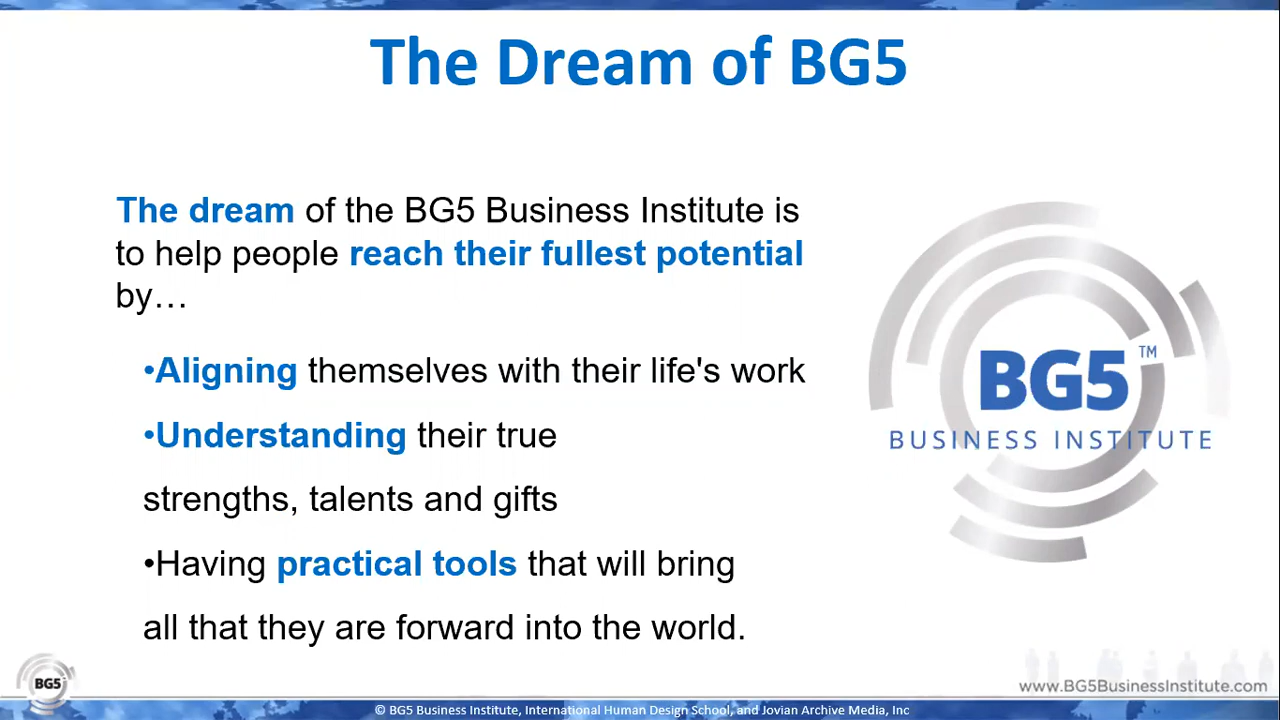 The Dream of BG5
The dream of the BG5 Business Institute is
to help people reach their fullest potential
by…
•Aligning themselves with their life's work
•Understanding their true
strengths, talents and gifts
•Having practical tools that will bring
all that they are forward into the world.
BG5™
BUSINESS INSTITUTE
BG5
www.BG5BusinessInstitute.com
© BG5 Business Institute, International Human Design School, and Jovian Archive Media, Inc